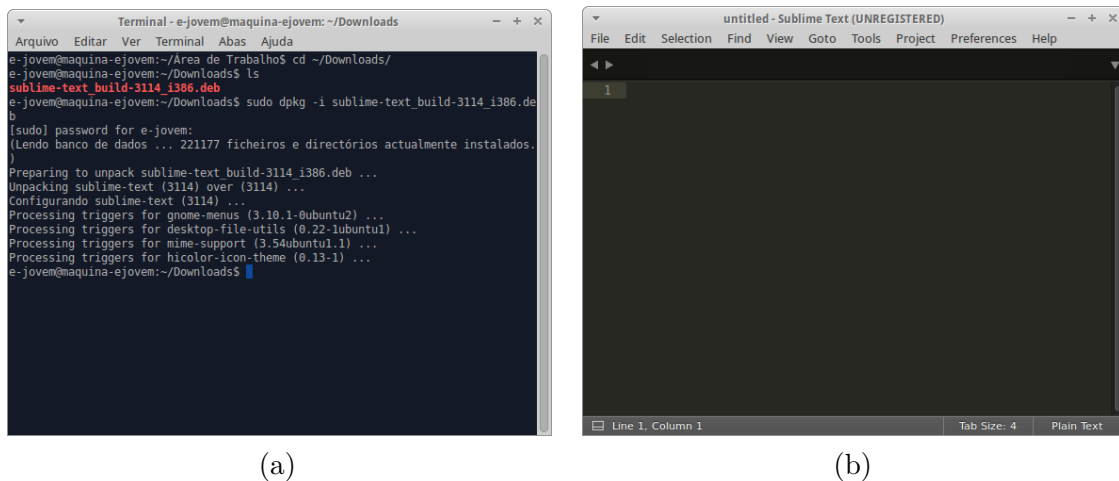 Terminal - e-jovem@maquina-ejovem: ~/Downloads
Arquivo Editar Ver Terminal Abas Ajuda
e-jovem@maquina-ejovem:~/Área de Trabalho$ cd ~/Downloads/
e-jovem@maquina-ejovem:~/Downloads$ ls
sublime-text_build-3114_i386.deb
e-jovem@maquina-ejovem:~/Downloads$ sudo dpkg -i sublime-text_build-3114_i386.de
b
[sudo] password for e-jovem:
(Lendo banco de dados ... 221177 ficheiros e directórios actualmente instalados.
)
Preparing to unpack sublime-text_build-3114_i386.deb ...
Unpacking sublime-text (3114) over (3114) ...
Configurando sublime-text (3114) ...
Processing triggers for gnome-menus (3.10.1-0ubuntu2) ...
Processing triggers for desktop-file-utils (0.22-1ubuntu1) ...
Processing triggers for mime-support (3.54ubuntu1.1) ...
Processing triggers for hicolor-icon-theme (0.13-1) ...
e-jovem@maquina-ejovem:~/Downloads$
(a)
untitled - Sublime Text (UNREGISTERED)
File Edit Selection Find View Goto Tools Project Preferences Help
1
Line 1, Column 1 Tab Size: 4 Plain Text
(b)